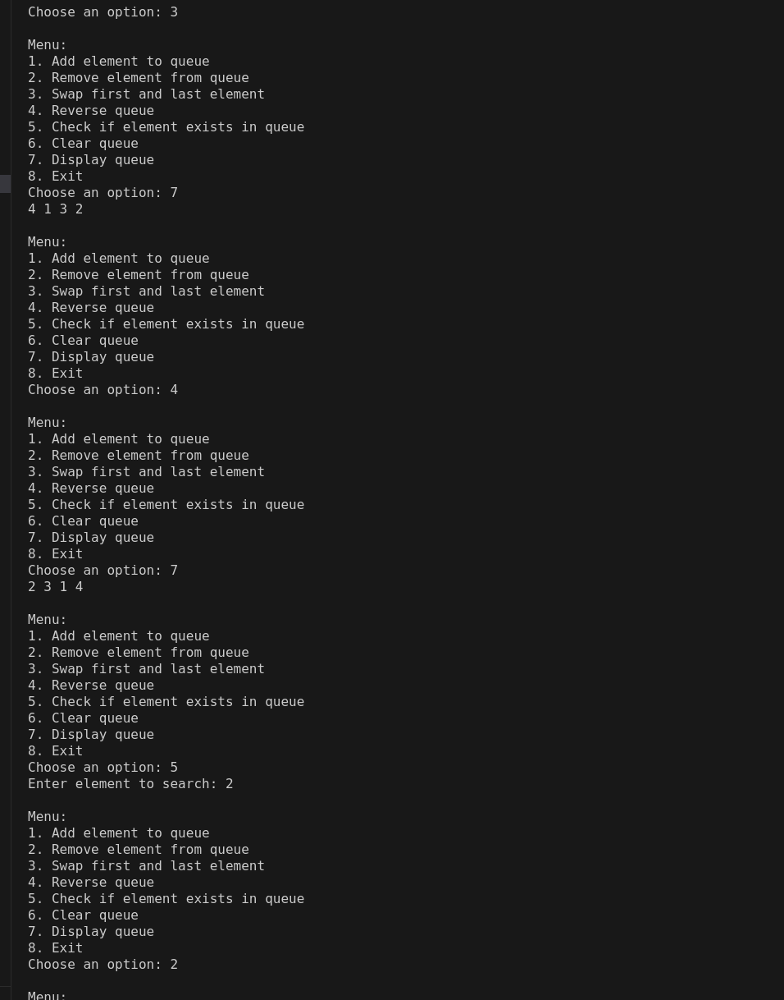 Choose an option: 3
Menu:
1. Add element to queue
2. Remove element from queue
3. Swap first and last element
4. Reverse queue
5. Check if element exists in queue
6. Clear queue
7. Display queue
8. Exit
Choose an option: 7
4 1 3 2
Menu:
1. Add element to queue
2. Remove element from queue
3. Swap first and last element
4. Reverse queue
5. Check if element exists in queue
6. Clear queue
7. Display queue
8. Exit
Choose an option: 4
Menu:
1. Add element to queue
2. Remove element from queue
3. Swap first and last element
4. Reverse queue
5. Check if element exists in queue
6. Clear queue
7. Display queue
8. Exit
Choose an option: 7
2 3 1 4
Menu:
1. Add element to queue
2. Remove element from queue
3. Swap first and last element
4. Reverse queue
5. Check if element exists in queue
6. Clear queue
7. Display queue
8. Exit
Choose an option: 5
Enter element to search: 2
Menu:
1. Add element to queue
2. Remove element from queue
3. Swap first and last element
4. Reverse queue
5. Check if element exists in queue
6. Clear queue
7. Display queue
8. Exit
Choose an option: 2
Menu: